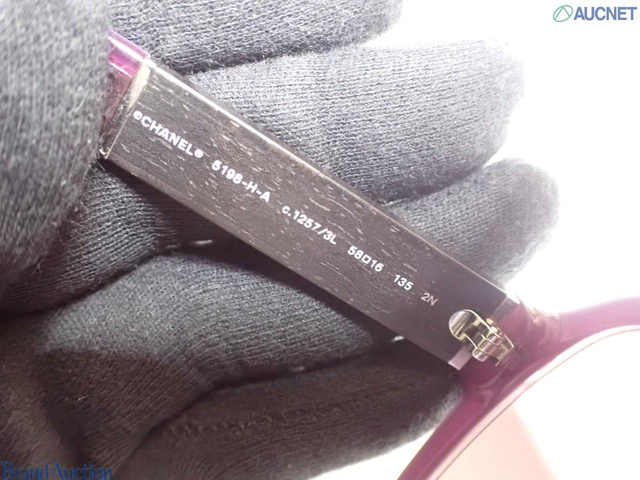 AUCNET
©CHANEL® 5198-H-A c.1257/3L 58□16 135 2N
Brand Auction